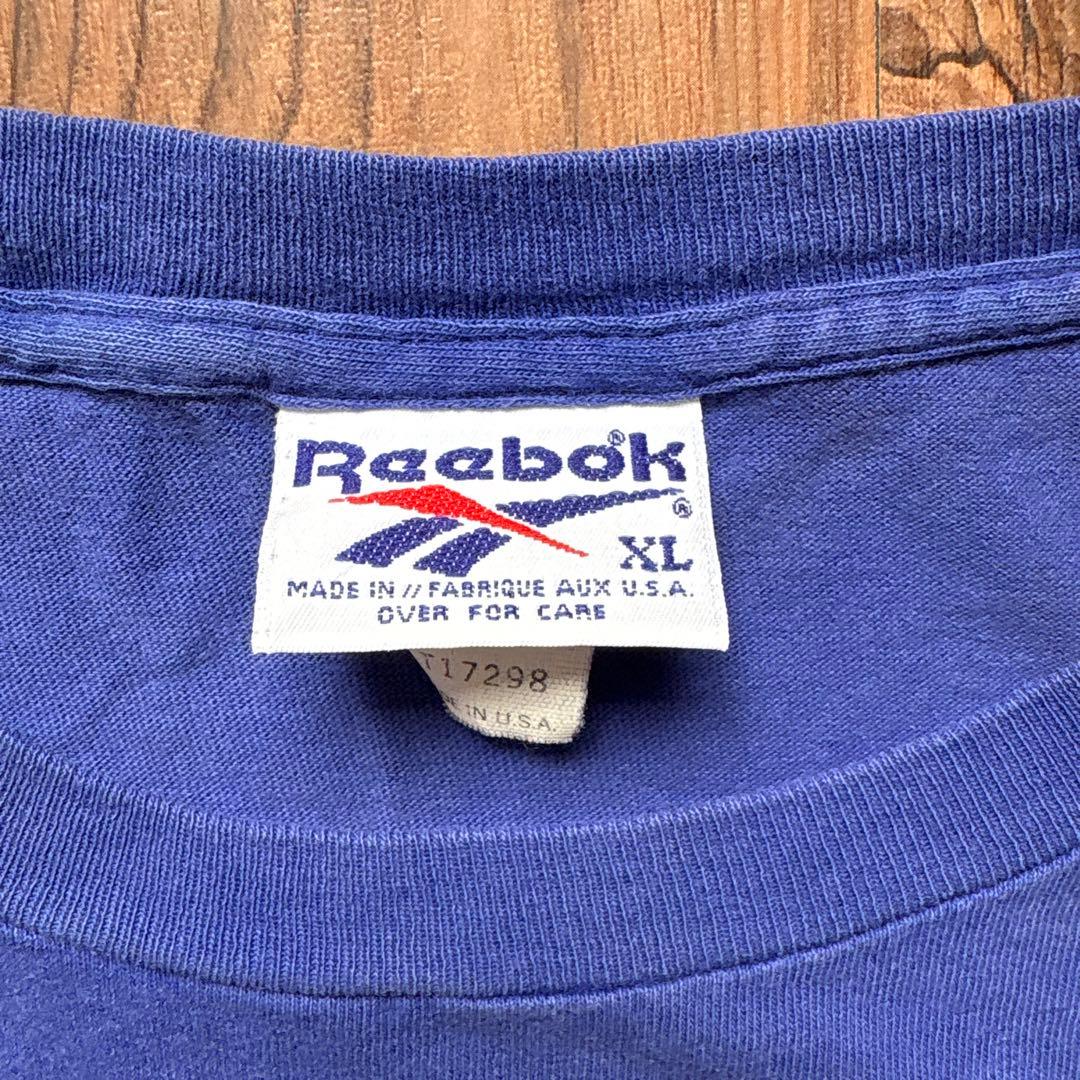 Reebok®
®
XL
MADE IN // FABRIQUE AUX U.S.A.
OVER FOR CARE
T17298
IN U.S.A.